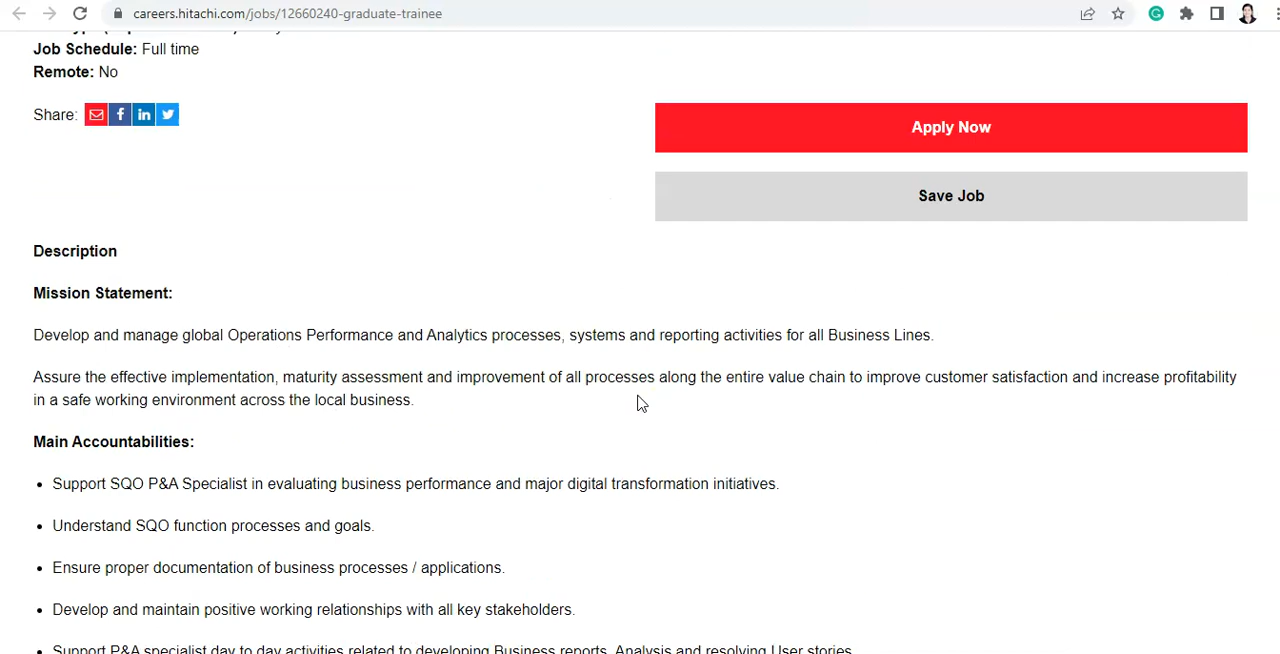 careers.hitachi.com/jobs/12660240-graduate-trainee
Job Schedule: Full time
Remote: No
Share:
Apply Now
Save Job
Description
Mission Statement:
Develop and manage global Operations Performance and Analytics processes, systems and reporting activities for all Business Lines.
Assure the effective implementation, maturity assessment and improvement of all processes along the entire value chain to improve customer satisfaction and increase profitability
in a safe working environment across the local business.
Main Accountabilities:
• Support SQO P&A Specialist in evaluating business performance and major digital transformation initiatives.
• Understand SQO function processes and goals.
• Ensure proper documentation of business processes / applications.
• Develop and maintain positive working relationships with all key stakeholders.
• Support P&A specialist day to day activities related to developing Business reports, Analysis and resolving User stories.